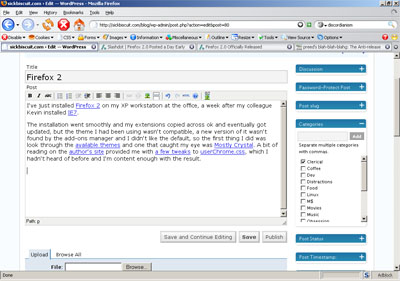 sickbiscuit.com › Edit — WordPress - Mozilla Firefox
File Edit View History Bookmarks Tools Help
http://sickbiscuit.com/blog/wp-admin/post.php?action=edit&post=80
discordianism
Disable Cookies CSS Forms Images Information Miscellaneous Outline Resize Tools View Source Options
sickbiscuit.com › Edit — WordPress
Slashdot | Firefox 2.0 Posted a Day Early
Firefox 2.0 Officially Released
preed's blah-blah-blahg: The Anti-release
Title
Firefox 2
Post
I've just installed Firefox 2 on my XP workstation at the office, a week after my colleague
Kevin installed IE7.
The installation went smoothly and my extensions copied across ok and eventually got
updated, but the theme I had been using wasn't compatible, a new version of it wasn't
found by the add-ons manager and I didn't like the default, so the first thing I did was
look through the available themes and one that caught my eye was Mostly Crystal. A bit of
reading on the author's site provided me with a few tweaks to userChrome.css, which I
hadn't heard of before and I'm content enough with the result.
Path: p
Save and Continue Editing Save Publish
Upload Browse All
File: Browse...
Discussion
Password-Protect Post
Post slug
Categories
Add
Separate multiple categories
with commas.
Clerical
Coffee
Dev
Distractions
Food
Linux
M$
Movies
Music
Obsession
Post Status
Post Timestamp
Done
Adblock